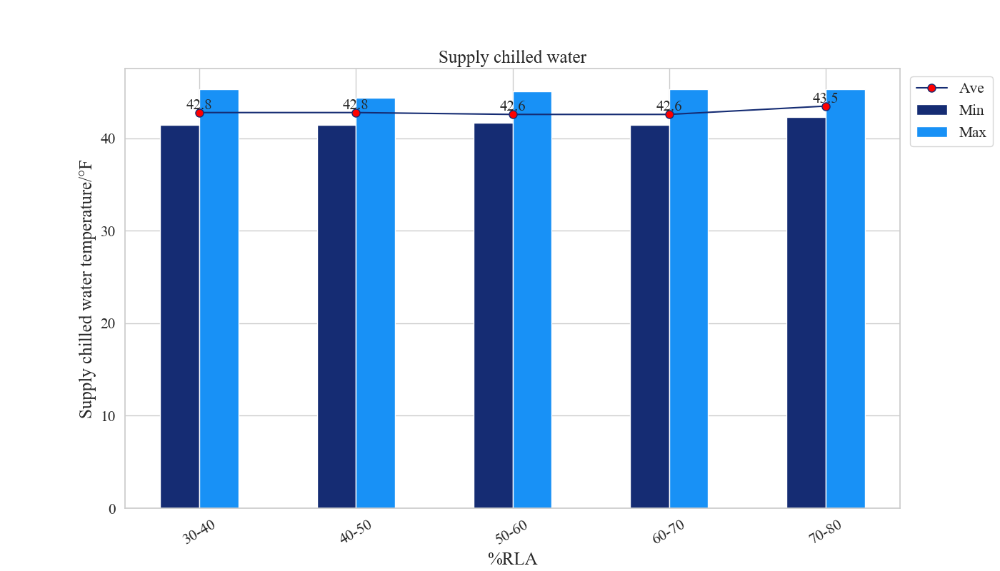 Supply chilled water
Ave
Min
Max
42.8
42.8
42.6
42.6
43.5
Supply chilled water temperature/°F
40
30
20
10
0
30-40
40-50
50-60
60-70
70-80
%RLA